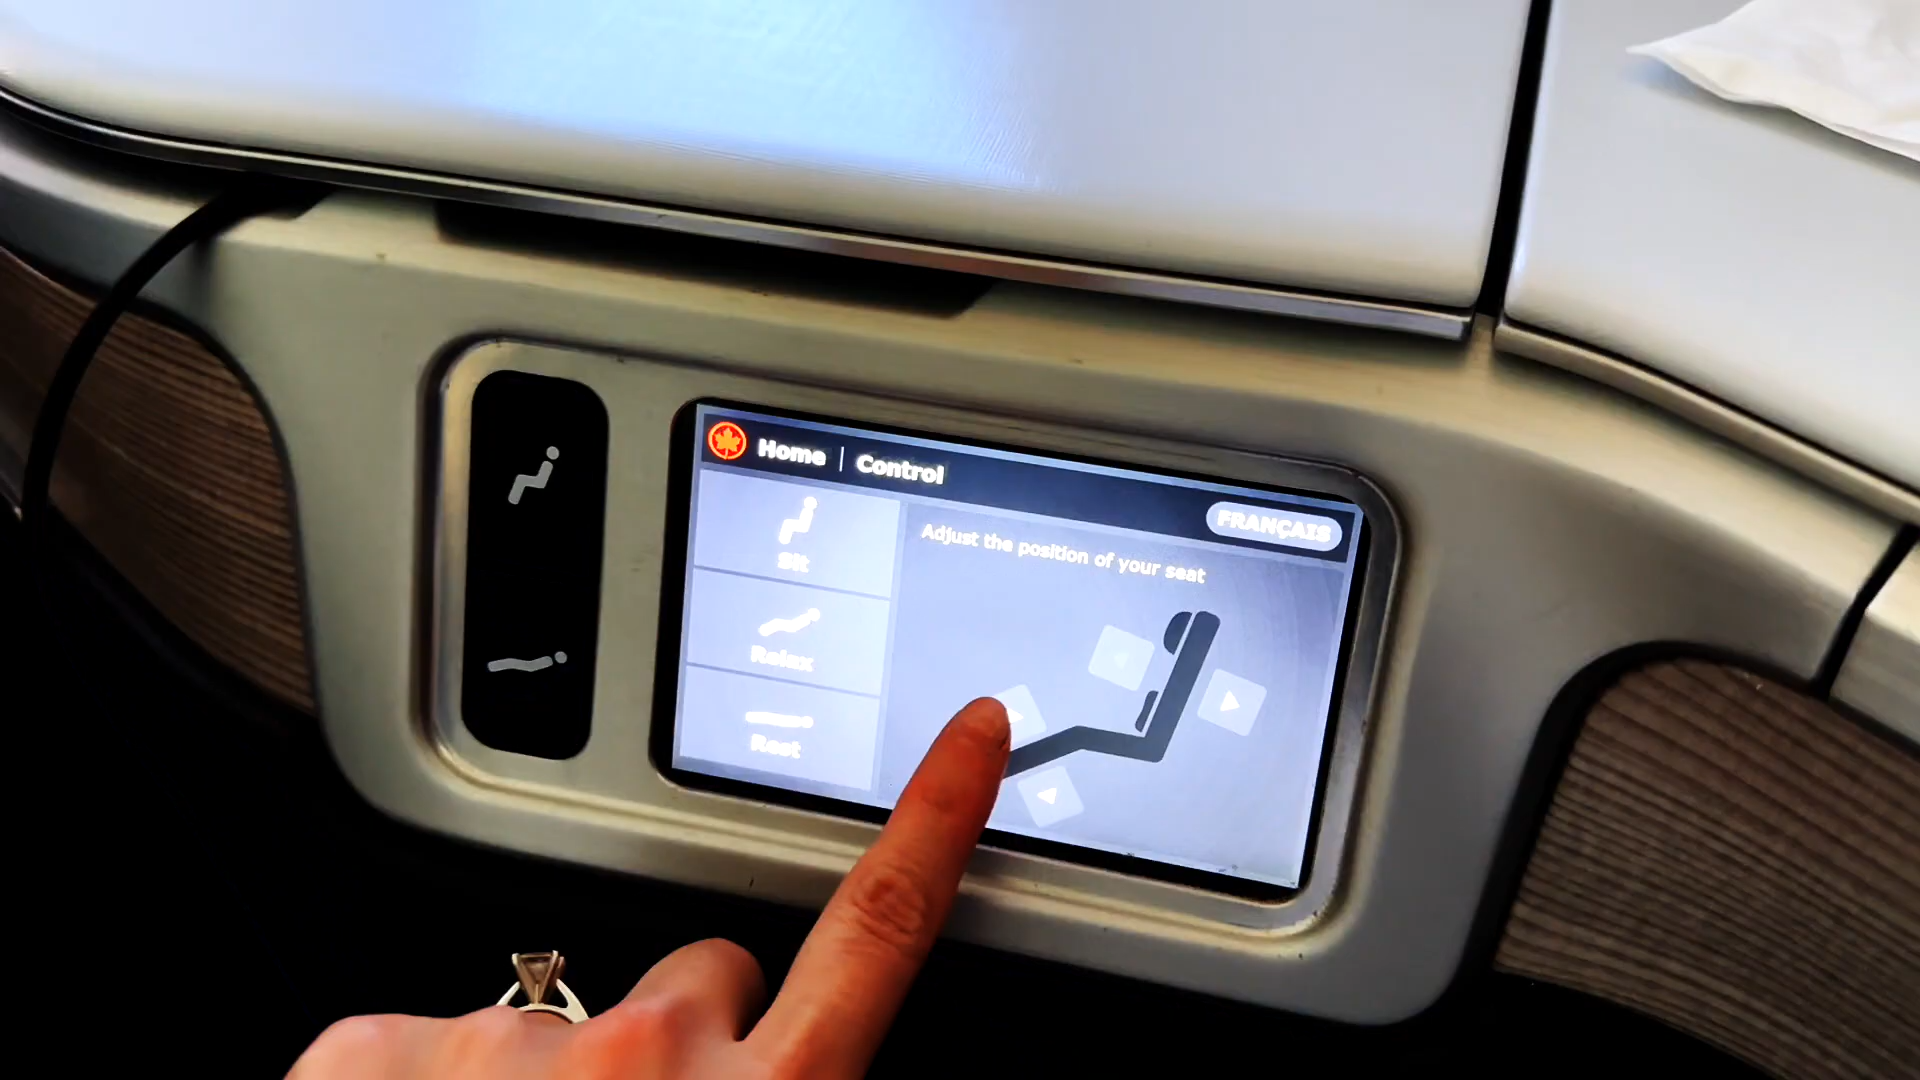 Home | Control
FRANÇAIS
Adjust the position of your seat
Sit
Relax
Rest